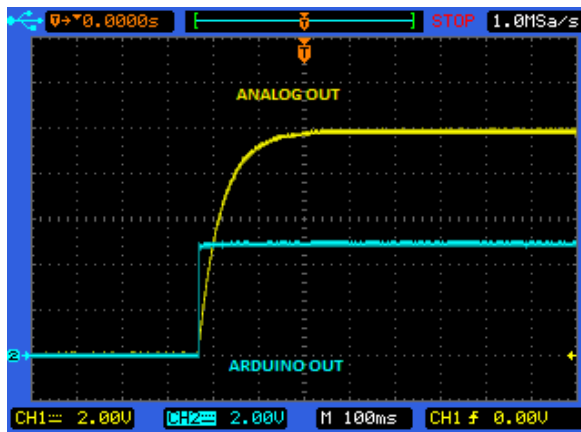 T→▼0.0000s [ T ] STOP 1.0MSa/s
T
ANALOG OUT
2
ARDUINO OUT
CH1 2.00V CH2 2.00V M 100ms CH1 0.00V